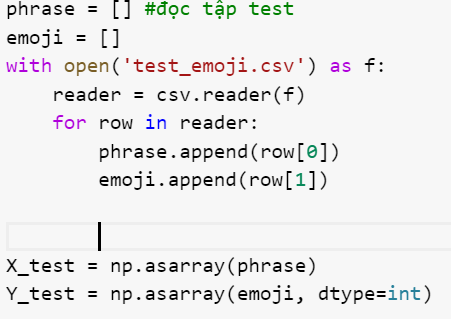 phrase = [] #đọc tập test
emoji = []
with open('test_emoji.csv') as f:
    reader = csv.reader(f)
    for row in reader:
        phrase.append(row[0])
        emoji.append(row[1])
X_test = np.asarray(phrase)
Y_test = np.asarray(emoji, dtype=int)